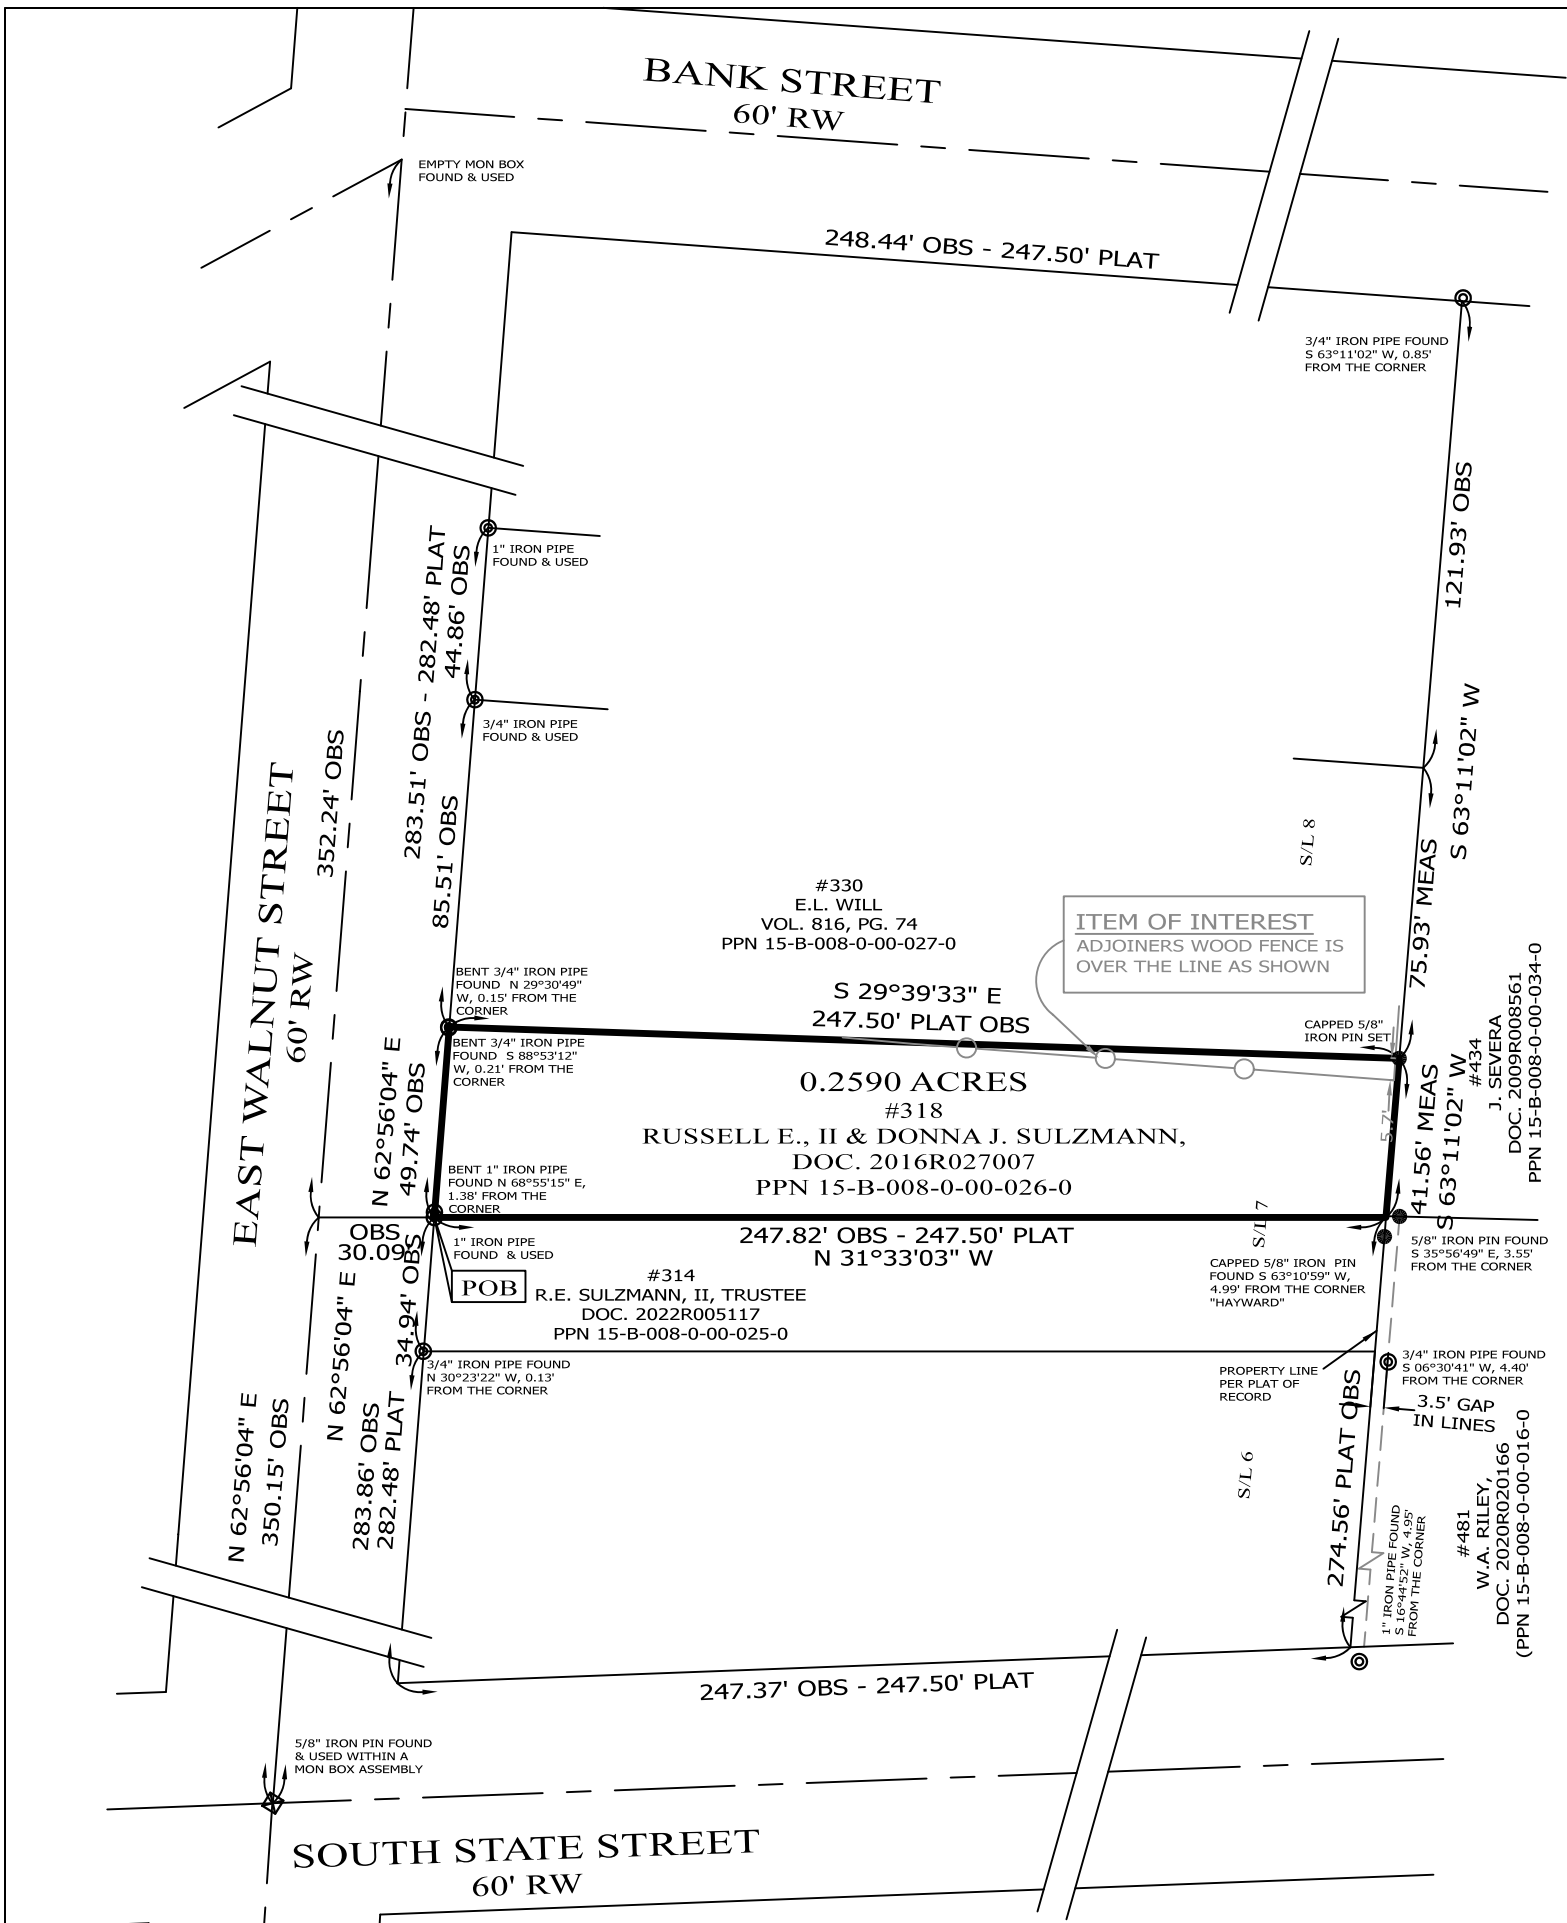 BANK STREET
60' RW
EMPTY MON BOX
FOUND & USED
248.44' OBS - 247.50' PLAT
3/4" IRON PIPE FOUND
S 63°11'02" W, 0.85'
FROM THE CORNER
121.93' OBS
S 63°11'02" W
1" IRON PIPE
FOUND & USED
283.51' OBS - 282.48' PLAT
44.86' OBS
3/4" IRON PIPE
FOUND & USED
352.24' OBS
85.51' OBS
EAST WALNUT STREET
60' RW
S/L 8
75.93' MEAS
#330
E.L. WILL
VOL. 816, PG. 74
PPN 15-B-008-0-00-027-0
ITEM OF INTEREST
ADJOINERS WOOD FENCE IS
OVER THE LINE AS SHOWN
BENT 3/4" IRON PIPE
FOUND N 29°30'49"
W, 0.15' FROM THE
CORNER
S 29°39'33" E
247.50' PLAT OBS
CAPPED 5/8"
IRON PIN SET
BENT 3/4" IRON PIPE
FOUND S 88°53'12"
W, 0.21' FROM THE
CORNER
N 62°56'04" E
49.74' OBS
0.2590 ACRES
#318
RUSSELL E., II & DONNA J. SULZMANN,
DOC. 2016R027007
PPN 15-B-008-0-00-026-0
5.7'
41.56' MEAS
S 63°11'02" W
#434
J. SEVERA
DOC. 2009R008561
PPN 15-B-008-0-00-034-0
BENT 1" IRON PIPE
FOUND N 68°55'15" E,
1.38' FROM THE
CORNER
OBS
30.09'
1" IRON PIPE
FOUND & USED
247.82' OBS - 247.50' PLAT
N 31°33'03" W
S/L 7
5/8" IRON PIN FOUND
S 35°56'49" E, 3.55'
FROM THE CORNER
CAPPED 5/8" IRON PIN
FOUND S 63°10'59" W,
4.99' FROM THE CORNER
"HAYWARD"
POB
#314
R.E. SULZMANN, II, TRUSTEE
DOC. 2022R005117
PPN 15-B-008-0-00-025-0
34.94' OBS
N 62°56'04" E
3/4" IRON PIPE FOUND
N 30°23'22" W, 0.13'
FROM THE CORNER
PROPERTY LINE
PER PLAT OF
RECORD
3/4" IRON PIPE FOUND
S 06°30'41" W, 4.40'
FROM THE CORNER
3.5' GAP
IN LINES
N 62°56'04" E
350.15' OBS
283.86' OBS
282.48' PLAT
S/L 6
274.56' PLAT OBS
1" IRON PIPE FOUND
S 16°44'52" W, 4.95'
FROM THE CORNER
#481
W.A. RILEY,
DOC. 2020R020166
(PPN 15-B-008-0-00-016-0
247.37' OBS - 247.50' PLAT
5/8" IRON PIN FOUND
& USED WITHIN A
MON BOX ASSEMBLY
SOUTH STATE STREET
60' RW